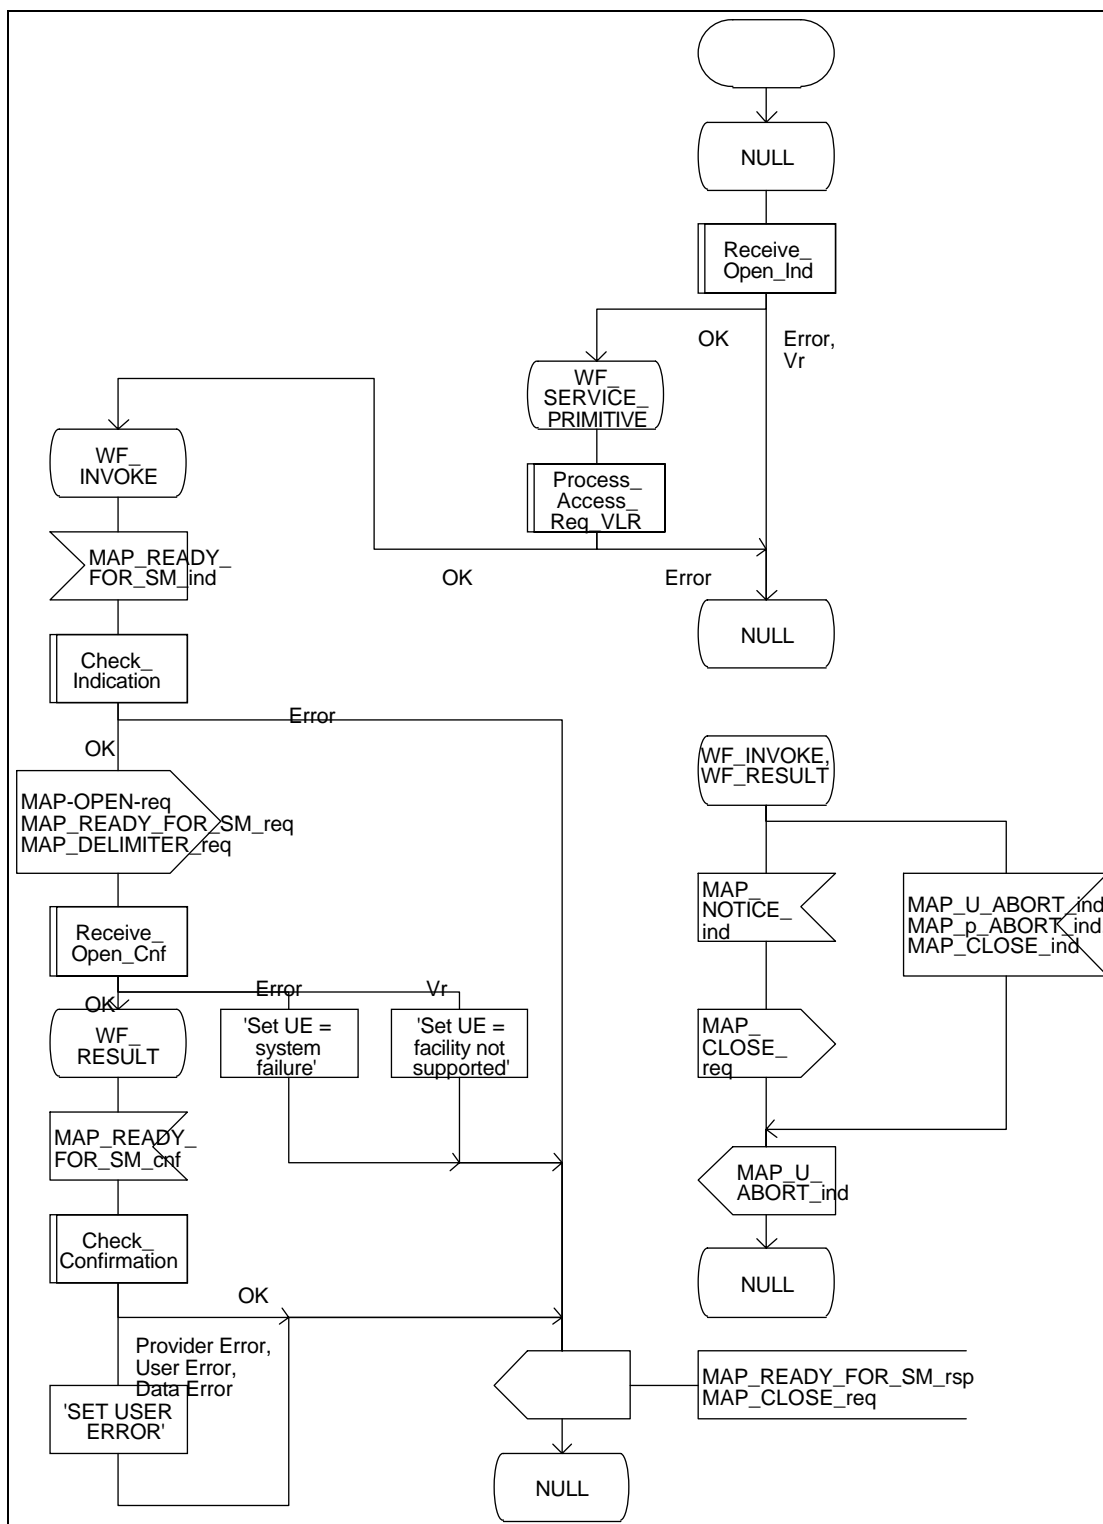 NULL
Receive_
Open_Ind
OK
Error,
Vr
WF_
SERVICE_
PRIMITIVE
WF_
INVOKE
Process_
Access_
Req_VLR
MAP_READY_
FOR_SM_ind
OK
Error
NULL
Check_
Indication
Error
OK
WF_INVOKE,
WF_RESULT
MAP-OPEN-req
MAP_READY_FOR_SM_req
MAP_DELIMITER_req
MAP_
NOTICE_
ind
MAP_U_ABORT_ind
MAP_p_ABORT_ind
MAP_CLOSE_ind
Receive_
Open_Cnf
Error
Vr
OK
WF_
RESULT
'Set UE =
system
failure'
'Set UE =
facility not
supported'
MAP_
CLOSE_
req
MAP_READY_
FOR_SM_cnf
MAP_U_
ABORT_ind
Check_
Confirmation
NULL
OK
Provider Error,
User Error,
Data Error
MAP_READY_FOR_SM_rsp
MAP_CLOSE_req
'SET USER
ERROR'
NULL